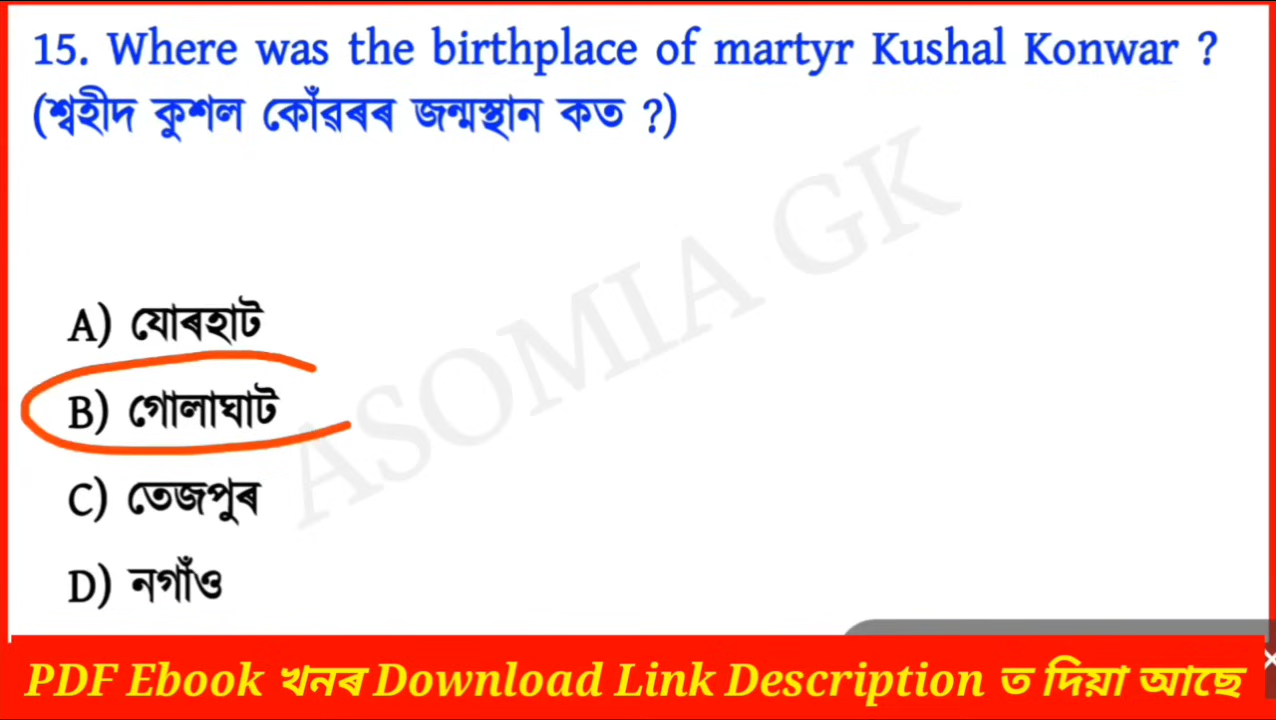 15. Where was the birthplace of martyr Kushal Konwar ?
(শ্বহীদ কুশল কোঁৱৰৰ জন্মস্থান কত ?)
ASOMIA GK
A) যোৰহাট
B) গোলাঘাট
C) তেজপুৰ
D) নগাঁও
PDF Ebook খনৰ Download Link Description ত দিয়া আছে